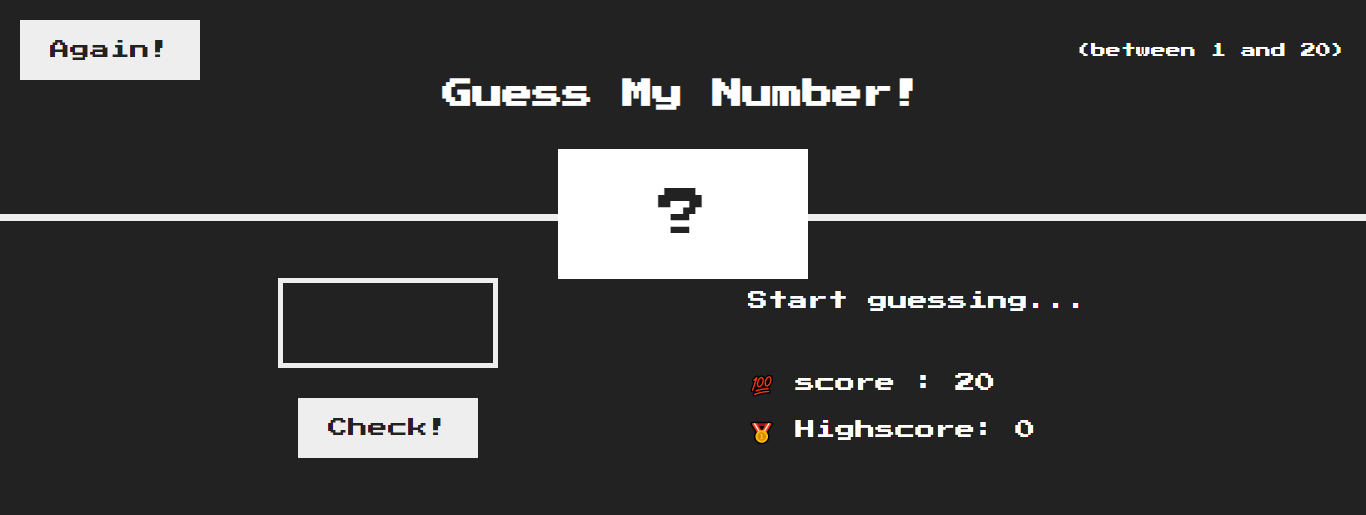 Again!
(between 1 and 20)
Guess My Number!
?
Start guessing...
💯 score : 20
🥇 Highscore: 0
Check!